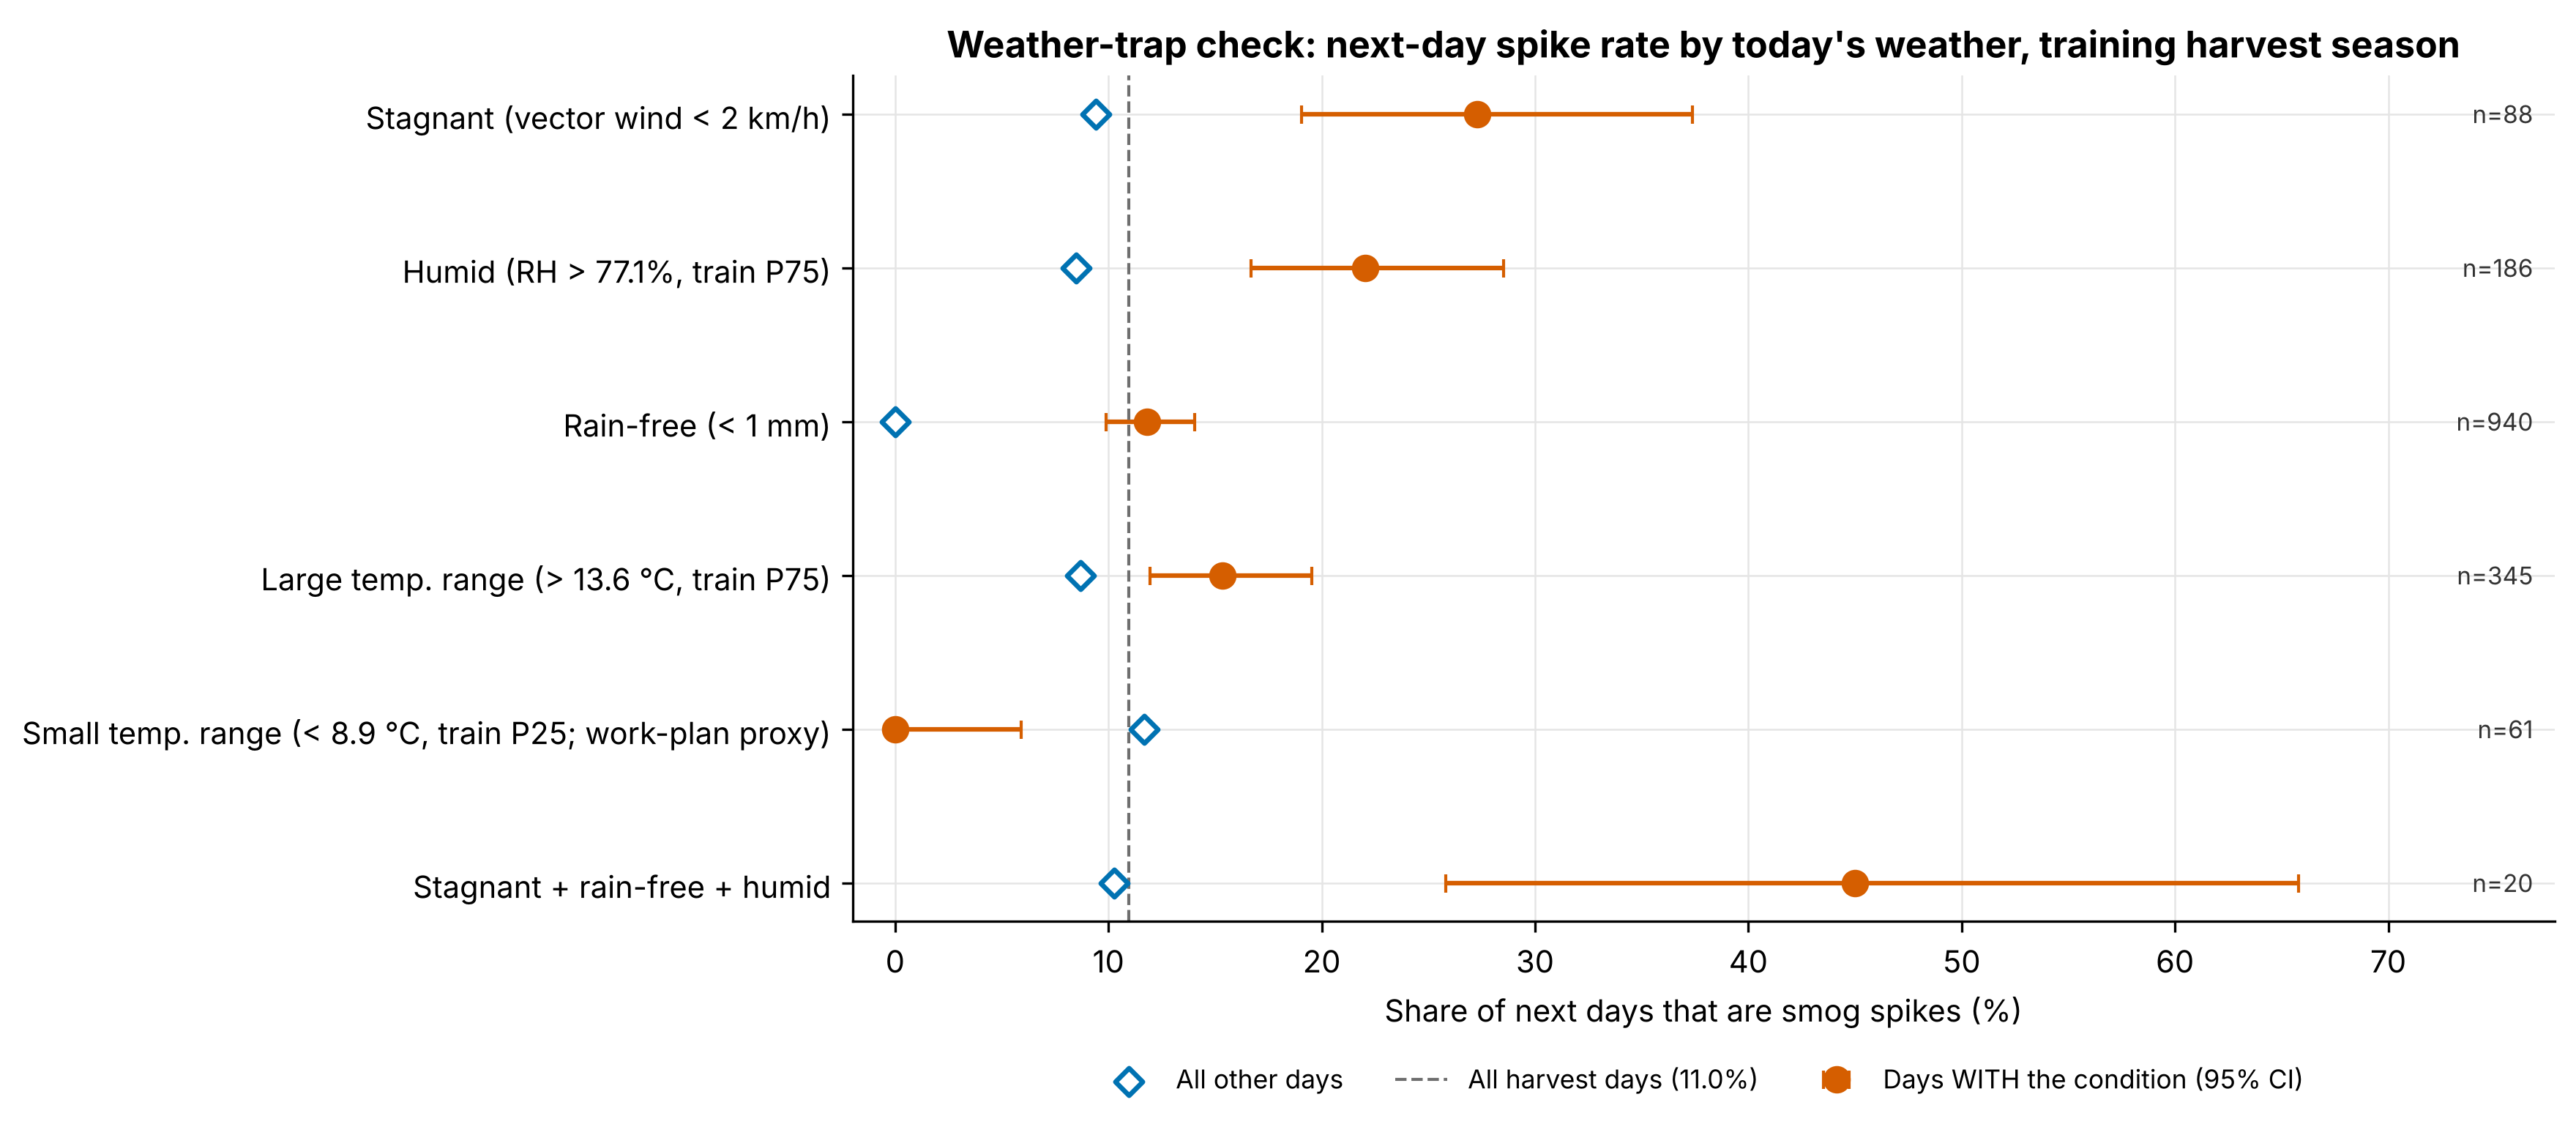 Weather-trap check: next-day spike rate by today's weather, training harvest season
Stagnant (vector wind < 2 km/h)
n=88
Humid (RH > 77.1%, train P75)
n=186
Rain-free (< 1 mm)
n=940
Large temp. range (> 13.6 °C, train P75)
n=345
Small temp. range (< 8.9 °C, train P25; work-plan proxy)
n=61
Stagnant + rain-free + humid
n=20
0 10 20 30 40 50 60 70
Share of next days that are smog spikes (%)
All other days All harvest days (11.0%) Days WITH the condition (95% CI)